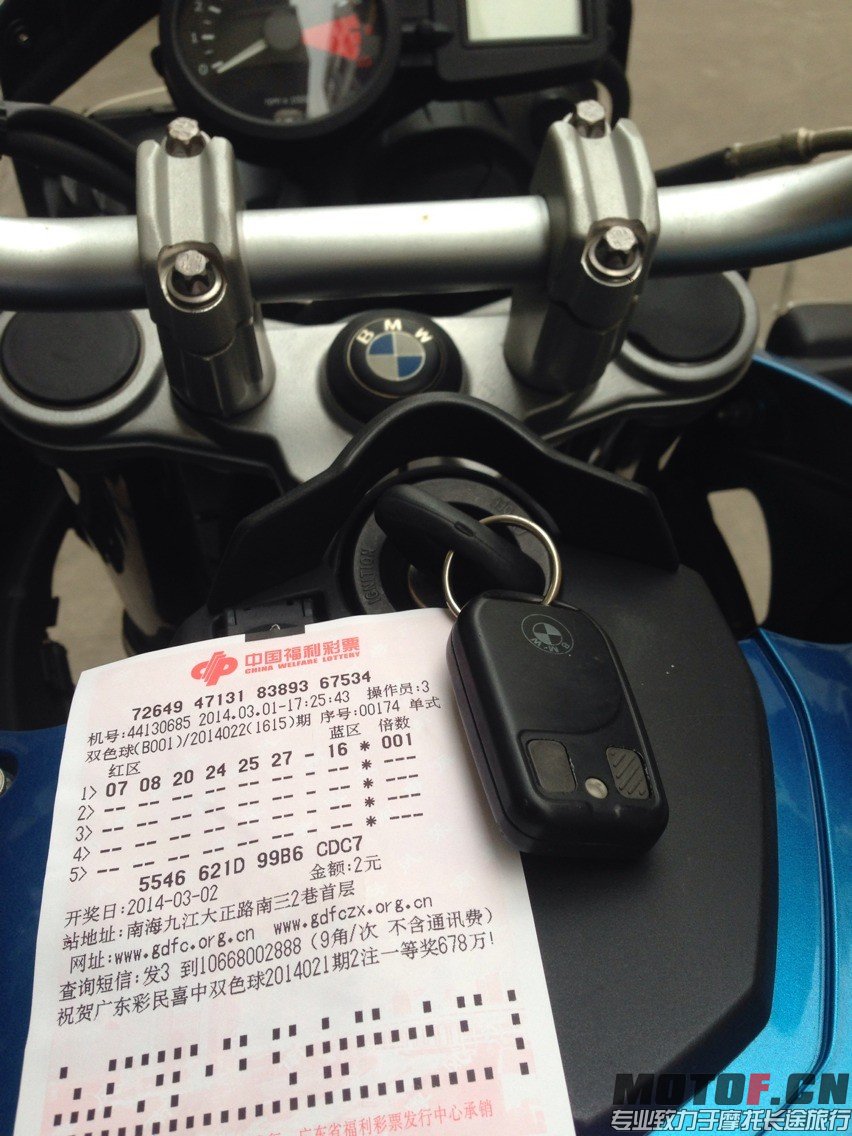 2
1
0
BMW
IGNITION
B·M·W
中国福利彩票
CHINA WELFARE LOTTERY
72649 47131 83893 67534
机号:44130685 2014.03.01-17:25:43 操作员:3
双色球(B001)/2014022(1615)期 序号:00174 单式
红区 蓝区 倍数
1> 07 08 20 24 25 27 - 16 * 001
2> -- -- -- -- -- -- - -- * ---
3> -- -- -- -- -- -- - -- * ---
4> -- -- -- -- -- -- - -- * ---
5> -- -- -- -- -- -- - -- * ---
5546 621D 99B6 CDC7
开奖日:2014-03-02 金额:2元
站地址:南海九江大正路南三2巷首层
网址:www.gdfc.org.cn www.gdfczx.org.cn
查询短信:发3 到10668002888(9角/次 不含通讯费)
祝贺广东彩民喜中双色球2014021期2注一等奖678万!
广东省福利彩票发行中心承销
MOTOF.CN
专业致力于摩托长途旅行